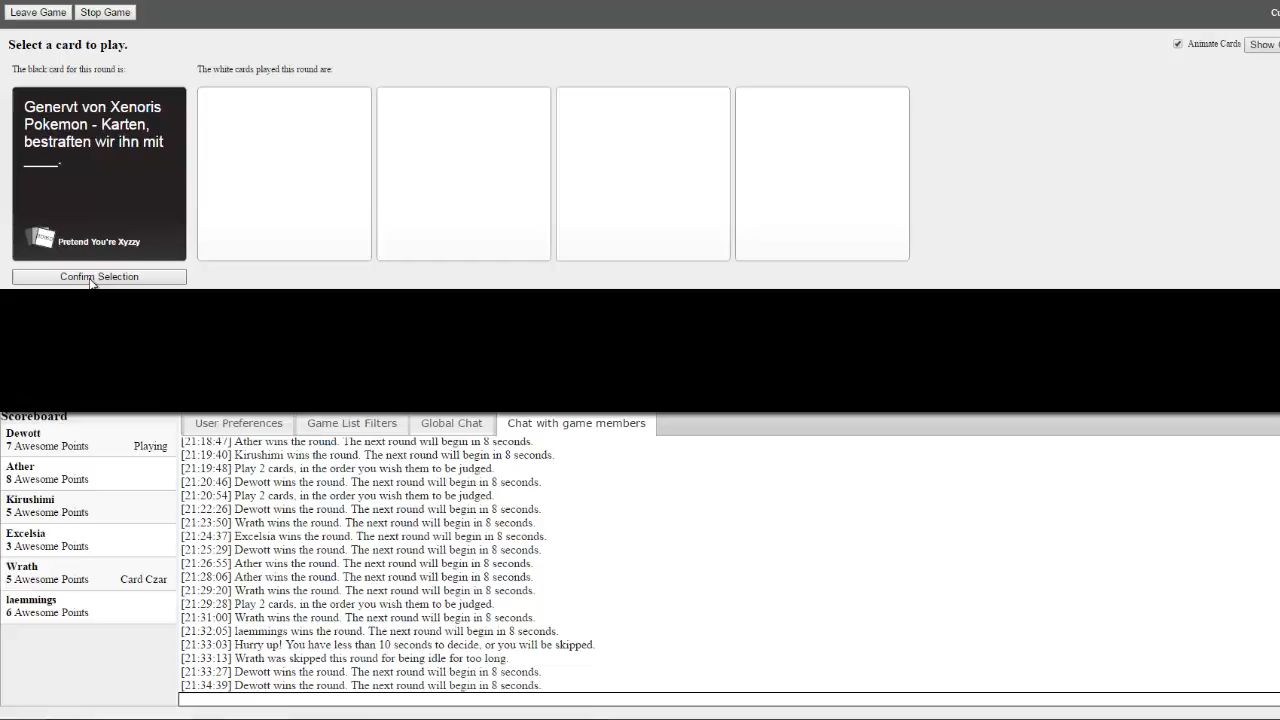 Leave Game Stop Game
Select a card to play.
Animate Cards Show
The black card for this round is:
The white cards played this round are:
Genervt von Xenoris
Pokemon - Karten,
bestraften wir ihn mit
_____.
Pretend You're Xyzzy
Confirm Selection
Scoreboard
User Preferences Game List Filters Global Chat Chat with game members
Dewott
7 Awesome Points Playing
Ather
8 Awesome Points
Kirushimi
5 Awesome Points
Excelsia
3 Awesome Points
Wrath
5 Awesome Points Card Czar
laemmings
6 Awesome Points
[21:18:47] Ather wins the round. The next round will begin in 8 seconds.
[21:19:40] Kirushimi wins the round. The next round will begin in 8 seconds.
[21:19:48] Play 2 cards, in the order you wish them to be judged.
[21:20:46] Dewott wins the round. The next round will begin in 8 seconds.
[21:20:54] Play 2 cards, in the order you wish them to be judged.
[21:22:26] Dewott wins the round. The next round will begin in 8 seconds.
[21:23:50] Wrath wins the round. The next round will begin in 8 seconds.
[21:24:37] Excelsia wins the round. The next round will begin in 8 seconds.
[21:25:29] Dewott wins the round. The next round will begin in 8 seconds.
[21:26:55] Ather wins the round. The next round will begin in 8 seconds.
[21:28:06] Ather wins the round. The next round will begin in 8 seconds.
[21:29:20] Wrath wins the round. The next round will begin in 8 seconds.
[21:29:28] Play 2 cards, in the order you wish them to be judged.
[21:31:00] Wrath wins the round. The next round will begin in 8 seconds.
[21:32:05] laemmings wins the round. The next round will begin in 8 seconds.
[21:33:03] Hurry up! You have less than 10 seconds to decide, or you will be skipped.
[21:33:13] Wrath was skipped this round for being idle for too long.
[21:33:27] Dewott wins the round. The next round will begin in 8 seconds.
[21:34:39] Dewott wins the round. The next round will begin in 8 seconds.